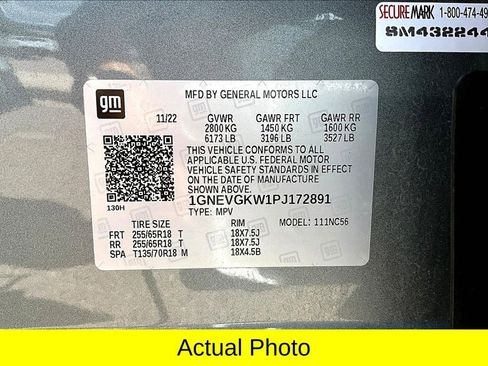 SECUREMARK 1-800-474-49
SM432244
gm
MFD BY GENERAL MOTORS LLC
11/22 GVWR GAWR FRT GAWR RR
2800 KG 1450 KG 1600 KG
6173 LB 3196 LB 3527 LB
THIS VEHICLE CONFORMS TO ALL
APPLICABLE U.S. FEDERAL MOTOR
VEHICLE SAFETY STANDARDS IN EFFECT
ON THE DATE OF MANUFACTURE
SHOWN ABOVE.
130H
1GNEVGKW1PJ172891
TYPE: MPV
TIRE SIZE RIM MODEL: 111NC56
FRT 255/65R18 T 18X7.5J
RR 255/65R18 T 18X7.5J
SPA T135/70R18 M 18X4.5B
Actual Photo